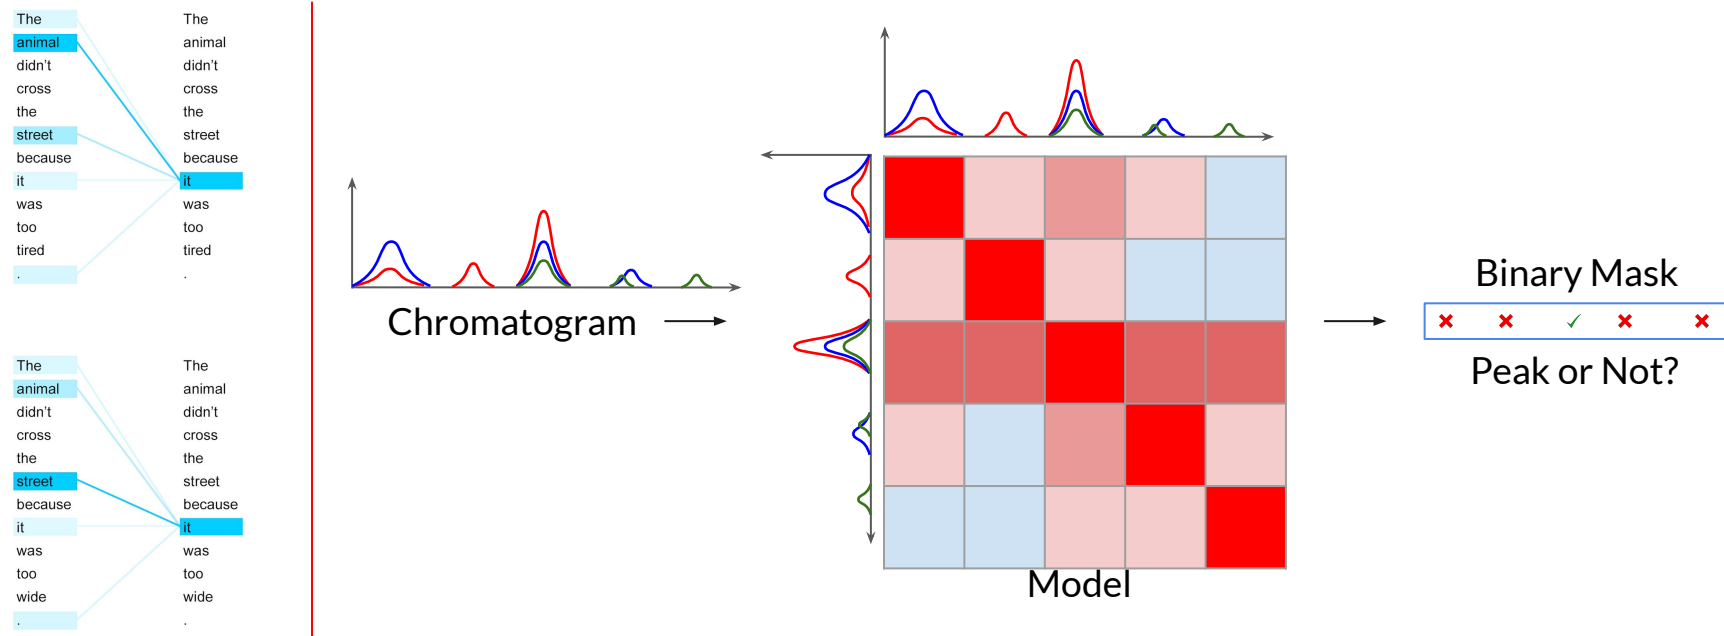 The The
animal animal
didn't didn't
cross cross
the the
street street
because because
it it
was was
too too
tired tired
. .
The The
animal animal
didn't didn't
cross cross
the the
street street
because because
it it
was was
too too
wide wide
. .
Chromatogram
Model
Binary Mask
Peak or Not?